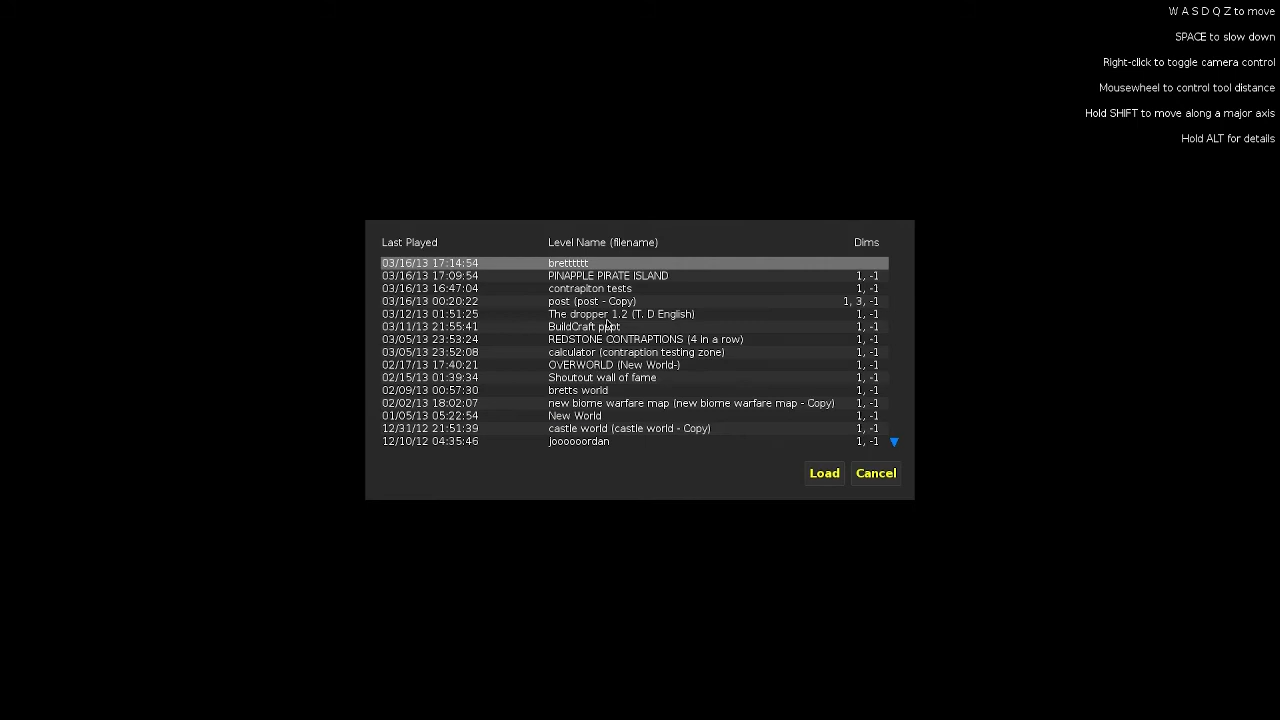 W A S D Q Z to move
SPACE to slow down
Right-click to toggle camera control
Mousewheel to control tool distance
Hold SHIFT to move along a major axis
Hold ALT for details
Last Played Level Name (filename) Dims
03/16/13 17:14:54 bretttttt
03/16/13 17:09:54 PINAPPLE PIRATE ISLAND 1, -1
03/16/13 16:47:04 contrapiton tests 1, -1
03/16/13 00:20:22 post (post - Copy) 1, 3, -1
03/12/13 01:51:25 The dropper 1.2 (T. D English) 1, -1
03/11/13 21:55:41 BuildCraft 1, -1
03/05/13 23:53:24 REDSTONE CONTRAPTIONS (4 in a row) 1, -1
03/05/13 23:52:08 calculator (contraption testing zone) 1, -1
02/17/13 17:40:21 OVERWORLD (New World-) 1, -1
02/15/13 01:39:34 Shoutout wall of fame 1, -1
02/09/13 00:57:30 bretts world 1, -1
02/02/13 18:02:07 new biome warfare map (new biome warfare map - Copy) 1, -1
01/05/13 05:22:54 New World 1, -1
12/31/12 21:51:39 castle world (castle world - Copy) 1, -1
12/10/12 04:35:46 joooooordan 1, -1
Load Cancel